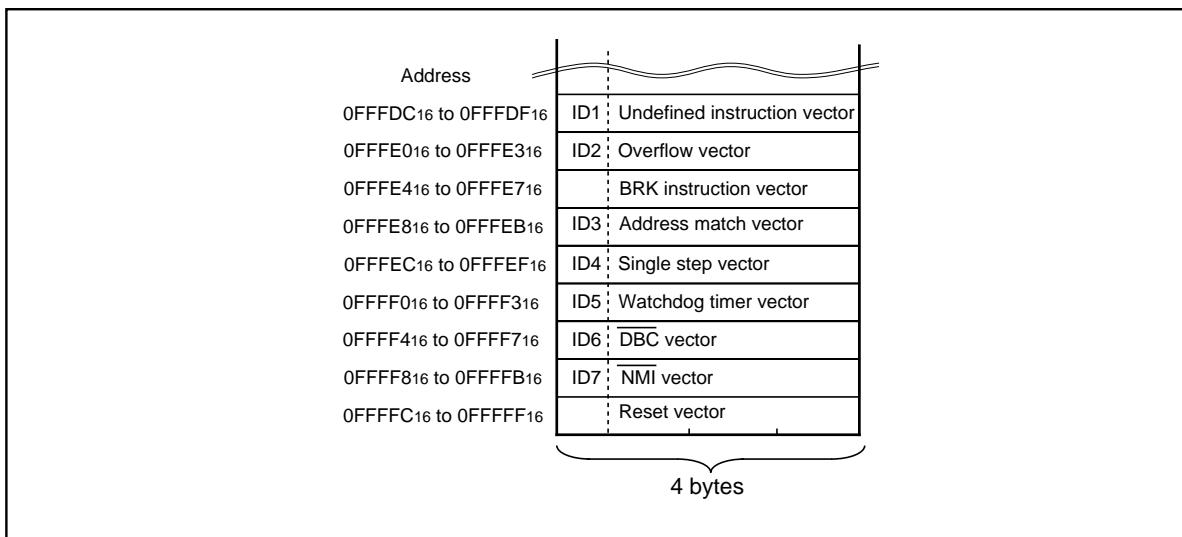 Address
0FFFDC16 to 0FFFDF16 ID1 Undefined instruction vector
0FFFE016 to 0FFFE316 ID2 Overflow vector
0FFFE416 to 0FFFE716 BRK instruction vector
0FFFE816 to 0FFFEB16 ID3 Address match vector
0FFFEC16 to 0FFFEF16 ID4 Single step vector
0FFFF016 to 0FFFF316 ID5 Watchdog timer vector
0FFFF416 to 0FFFF716 ID6 D̅B̅C̅ vector
0FFFF816 to 0FFFFB16 ID7 N̅M̅I̅ vector
0FFFFC16 to 0FFFFF16 Reset vector
4 bytes